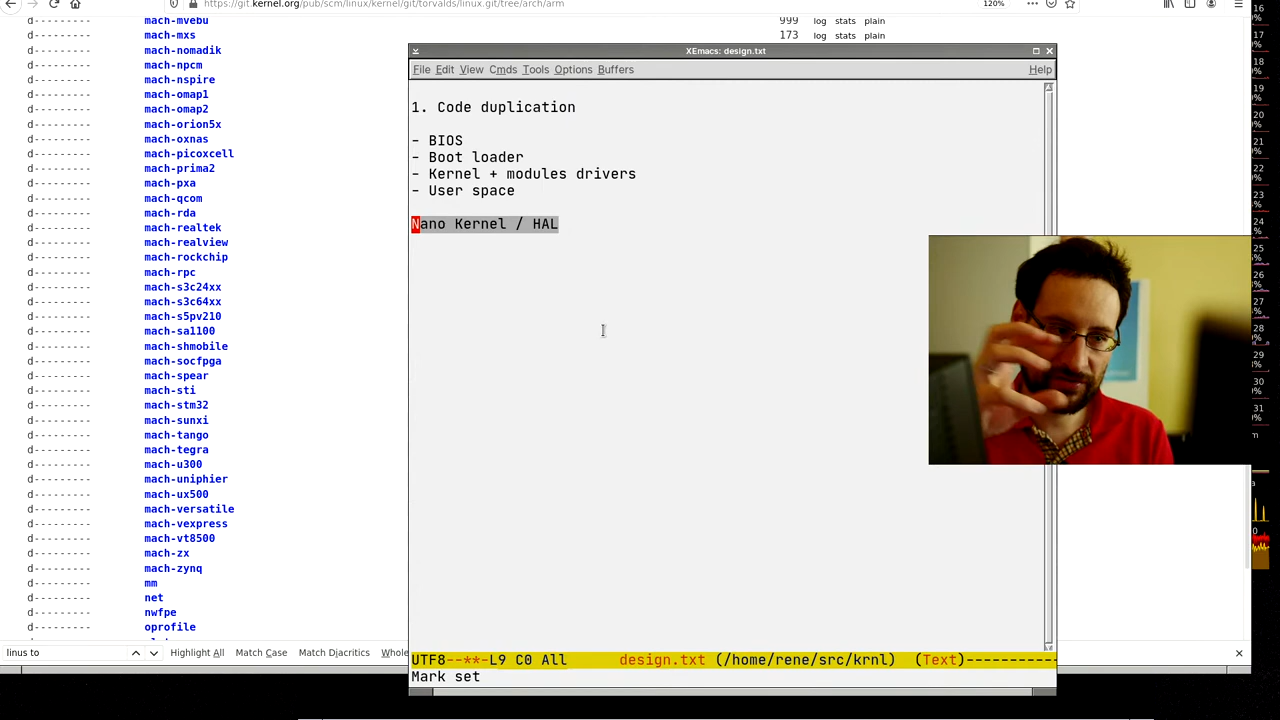 https://git.kernel.org/pub/scm/linux/kernel/git/torvalds/linux.git/tree/arch/arm
120%
d--------- mach-mvebu 999 log stats plain
d--------- mach-mxs 173 log stats plain
d--------- mach-nomadik
d--------- mach-npcm
d--------- mach-nspire
d--------- mach-omap1
d--------- mach-omap2
d--------- mach-orion5x
d--------- mach-oxnas
d--------- mach-picoxcell
d--------- mach-prima2
d--------- mach-pxa
d--------- mach-qcom
d--------- mach-rda
d--------- mach-realtek
d--------- mach-realview
d--------- mach-rockchip
d--------- mach-rpc
d--------- mach-s3c24xx
d--------- mach-s3c64xx
d--------- mach-s5pv210
d--------- mach-sa1100
d--------- mach-shmobile
d--------- mach-socfpga
d--------- mach-spear
d--------- mach-sti
d--------- mach-stm32
d--------- mach-sunxi
d--------- mach-tango
d--------- mach-tegra
d--------- mach-u300
d--------- mach-uniphier
d--------- mach-ux500
d--------- mach-versatile
d--------- mach-vexpress
d--------- mach-vt8500
d--------- mach-zx
d--------- mach-zynq
d--------- mm
d--------- net
d--------- nwfpe
d--------- oprofile
linus to
Highlight All Match Case Match Diacritics Whole
XEmacs: design.txt
File Edit View Cmds Tools Options Buffers Help
1. Code duplication
- BIOS
- Boot loader
- Kernel + modules drivers
- User space
Nano Kernel / HAL
UTF8--**-L9 C0 All design.txt (/home/rene/src/krnl) (Text)-----------
Mark set